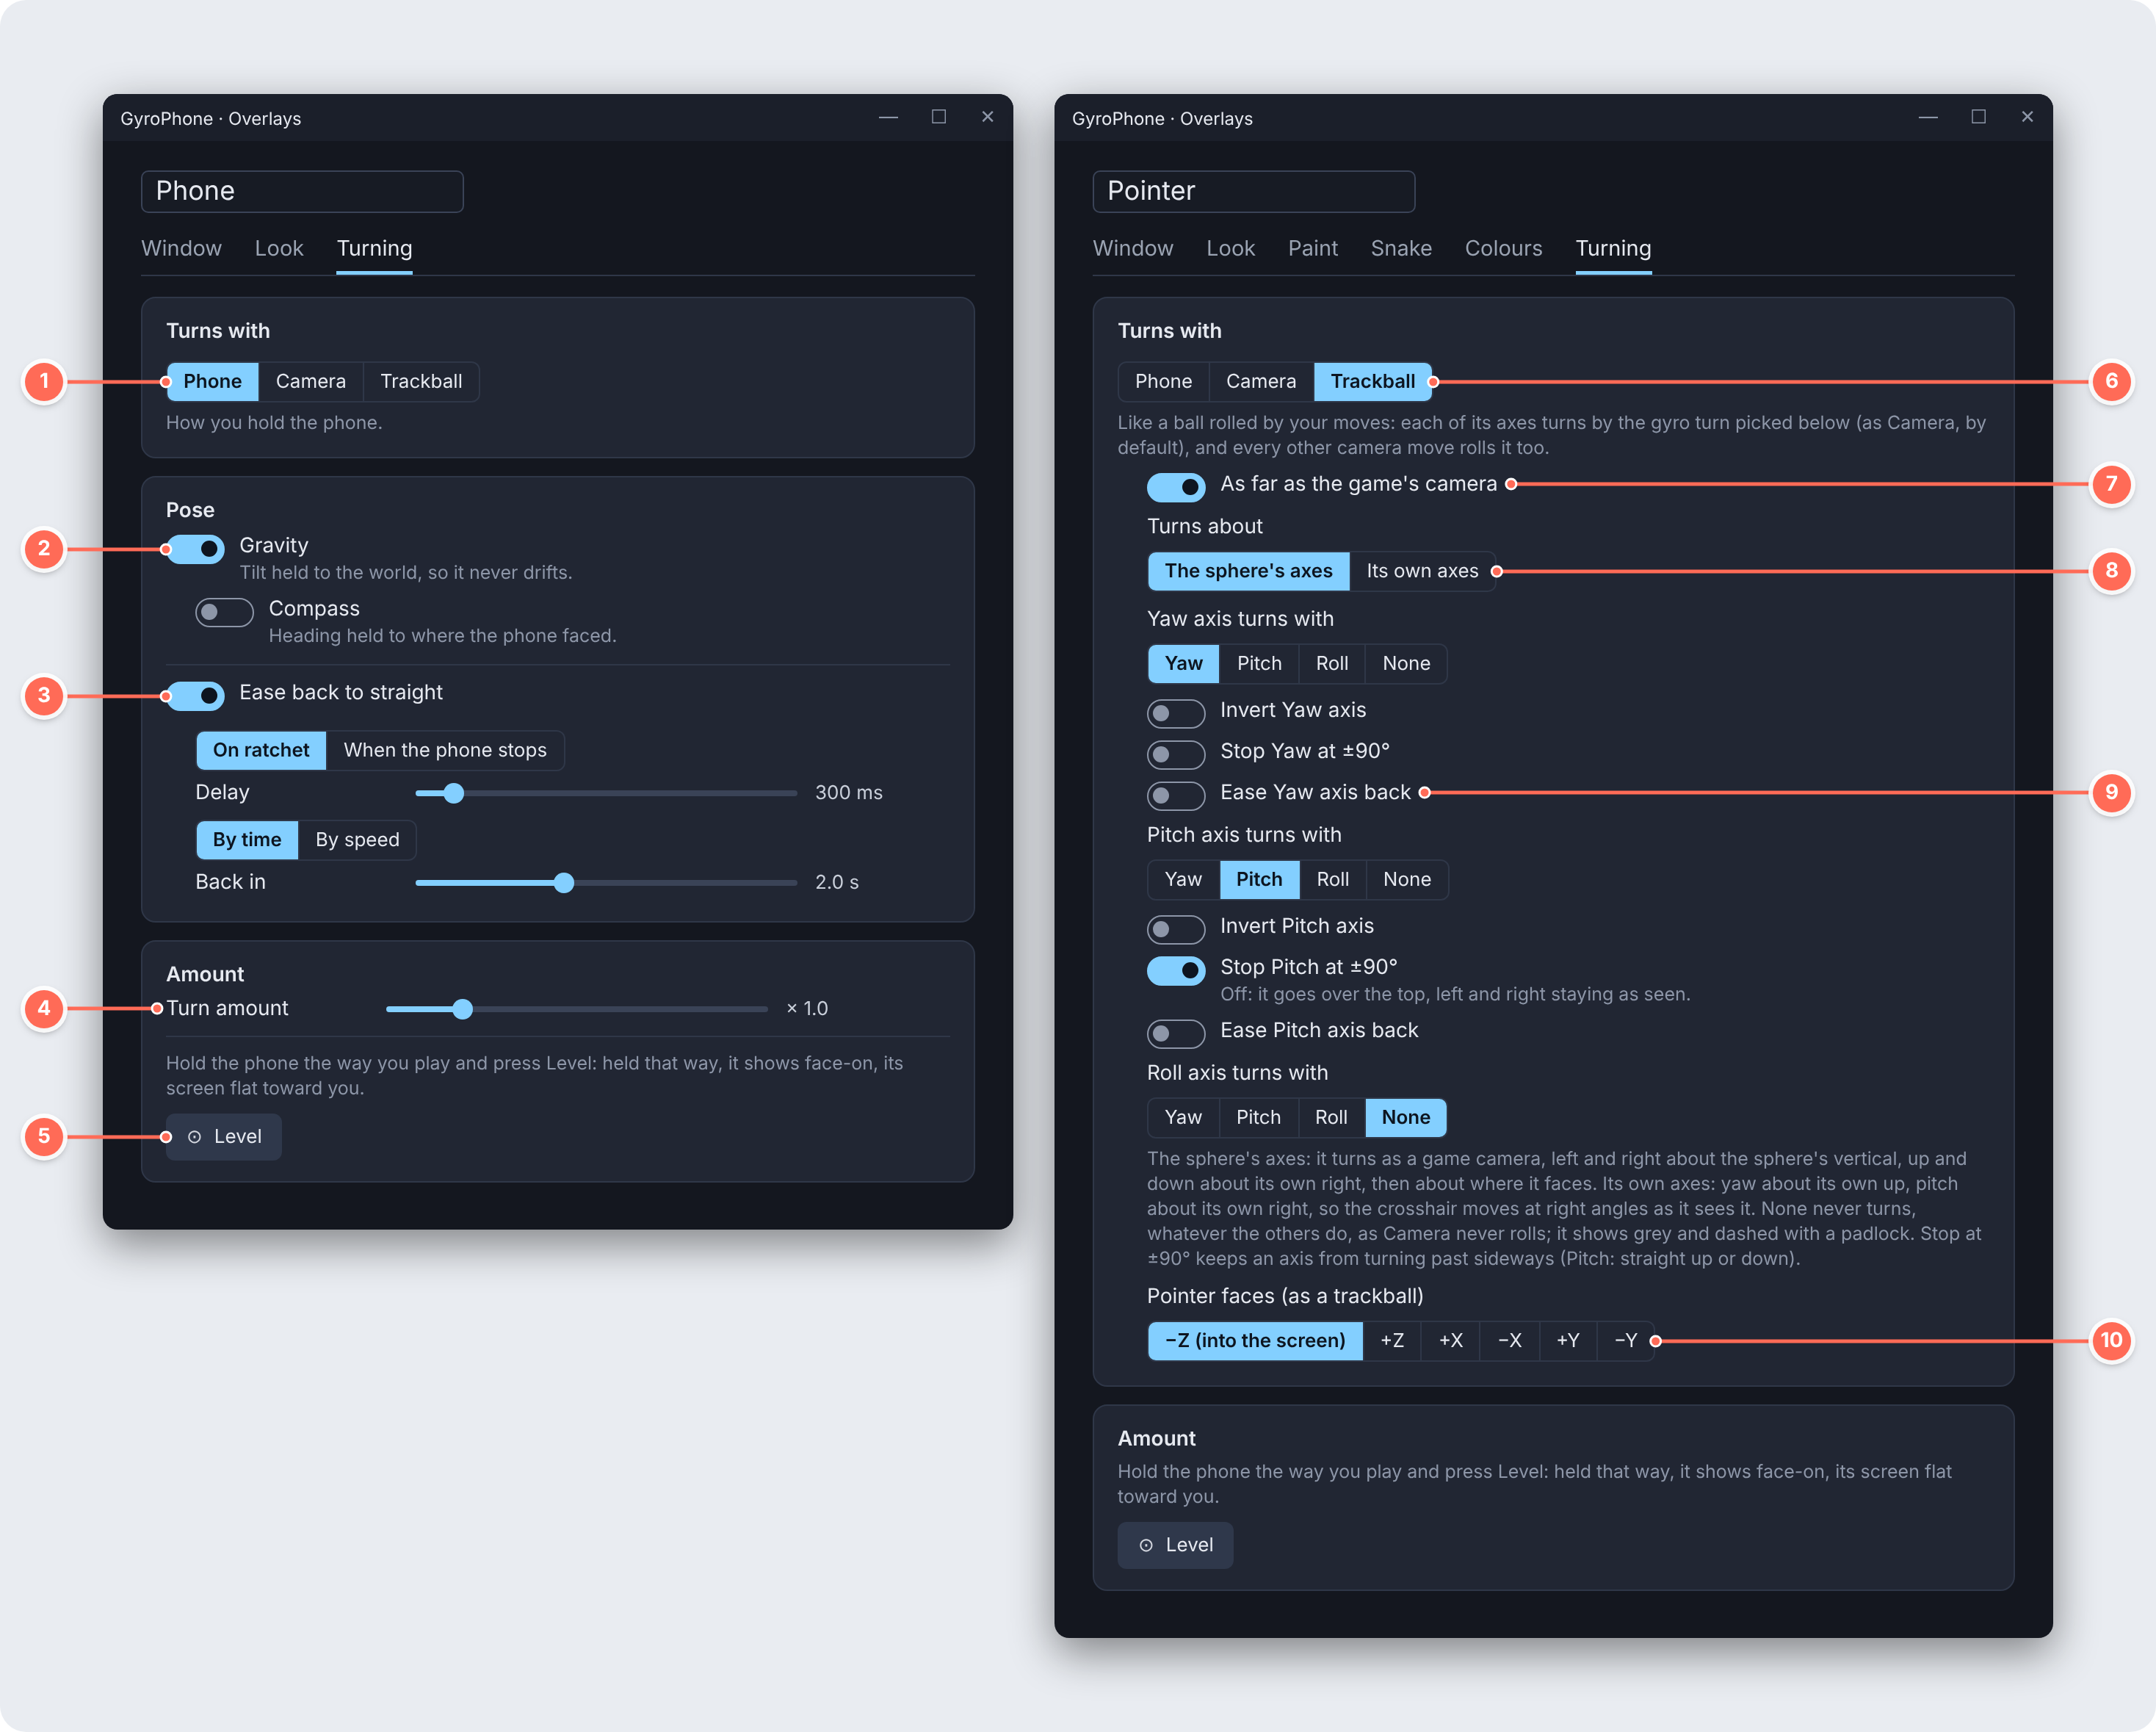 GyroPhone · Overlays
Phone
Window Look Turning
Turns with
1
Phone Camera Trackball
How you hold the phone.
Pose
2
Gravity
Tilt held to the world, so it never drifts.
Compass
Heading held to where the phone faced.
3
Ease back to straight
On ratchet When the phone stops
Delay 300 ms
By time By speed
Back in 2.0 s
Amount
4
Turn amount × 1.0
Hold the phone the way you play and press Level: held that way, it shows face-on, its
screen flat toward you.
5
Level
GyroPhone · Overlays
Pointer
Window Look Paint Snake Colours Turning
Turns with
Phone Camera Trackball
6
Like a ball rolled by your moves: each of its axes turns by the gyro turn picked below (as Camera, by
default), and every other camera move rolls it too.
As far as the game's camera
7
Turns about
The sphere's axes Its own axes
8
Yaw axis turns with
Yaw Pitch Roll None
Invert Yaw axis
Stop Yaw at ±90°
Ease Yaw axis back
9
Pitch axis turns with
Yaw Pitch Roll None
Invert Pitch axis
Stop Pitch at ±90°
Off: it goes over the top, left and right staying as seen.
Ease Pitch axis back
Roll axis turns with
Yaw Pitch Roll None
The sphere's axes: it turns as a game camera, left and right about the sphere's vertical, up and
down about its own right, then about where it faces. Its own axes: yaw about its own up, pitch
about its own right, so the crosshair moves at right angles as it sees it. None never turns,
whatever the others do, as Camera never rolls; it shows grey and dashed with a padlock. Stop at
±90° keeps an axis from turning past sideways (Pitch: straight up or down).
Pointer faces (as a trackball)
−Z (into the screen) +Z +X −X +Y −Y
10
Amount
Hold the phone the way you play and press Level: held that way, it shows face-on, its screen flat
toward you.
Level